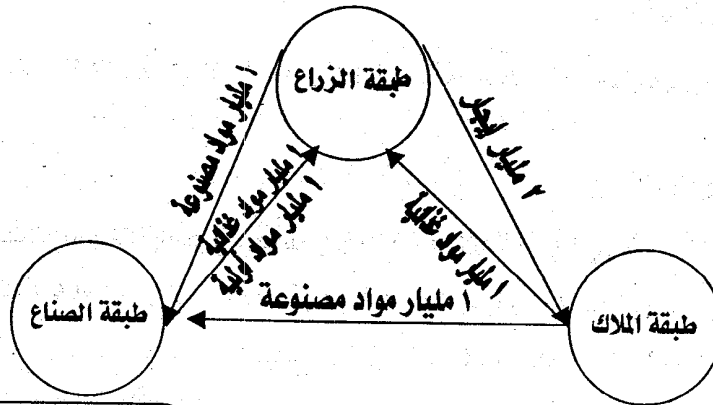 طبقة الزراع
١ مليار مواد مصنوعة
٢ مليار إيجار
١ مليار مواد غذائية
١ مليار مواد أولية
١ مليار مواد غذائية
١ مليار مواد مصنوعة
طبقة الصناع
طبقة الملاك